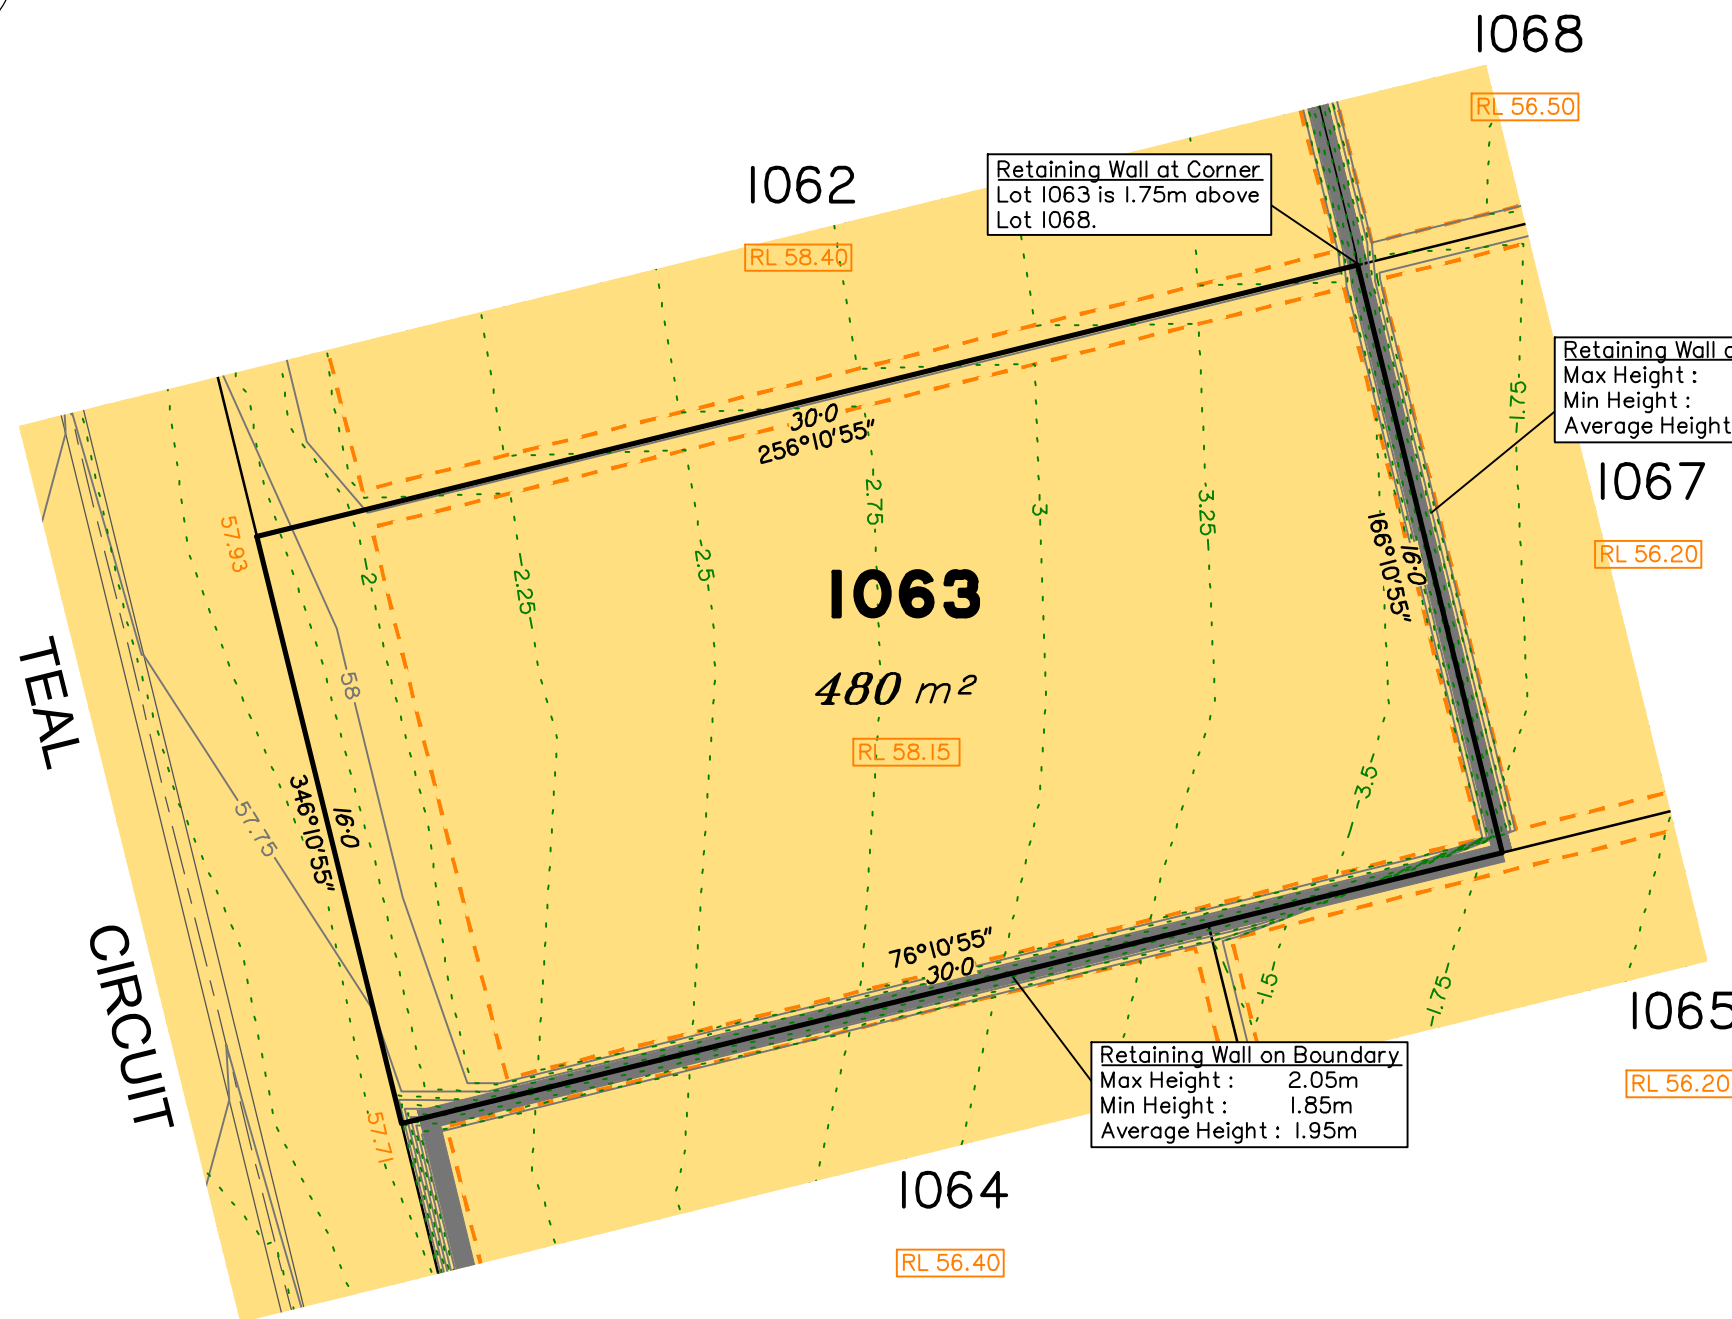 1068
RL 56.50
1062
RL 58.40
Retaining Wall at Corner
Lot 1063 is 1.75m above
Lot 1068.
Retaining Wall
Max Height :
Min Height :
Average Height
1.75
1067
RL 56.20
30·0
256°10'55"
57.93
2
2.25
2.5
2.75
3
3.25
166°10'55"
16·0
1063
480 m²
RL 58.15
TEAL
CIRCUIT
58
57.75
346°10'55"
16·0
3.5
76°10'55"
30·0
1.5
1.75
57.71
Retaining Wall on Boundary
Max Height : 2.05m
Min Height : 1.85m
Average Height : 1.95m
1065
RL 56.20
1064
RL 56.40